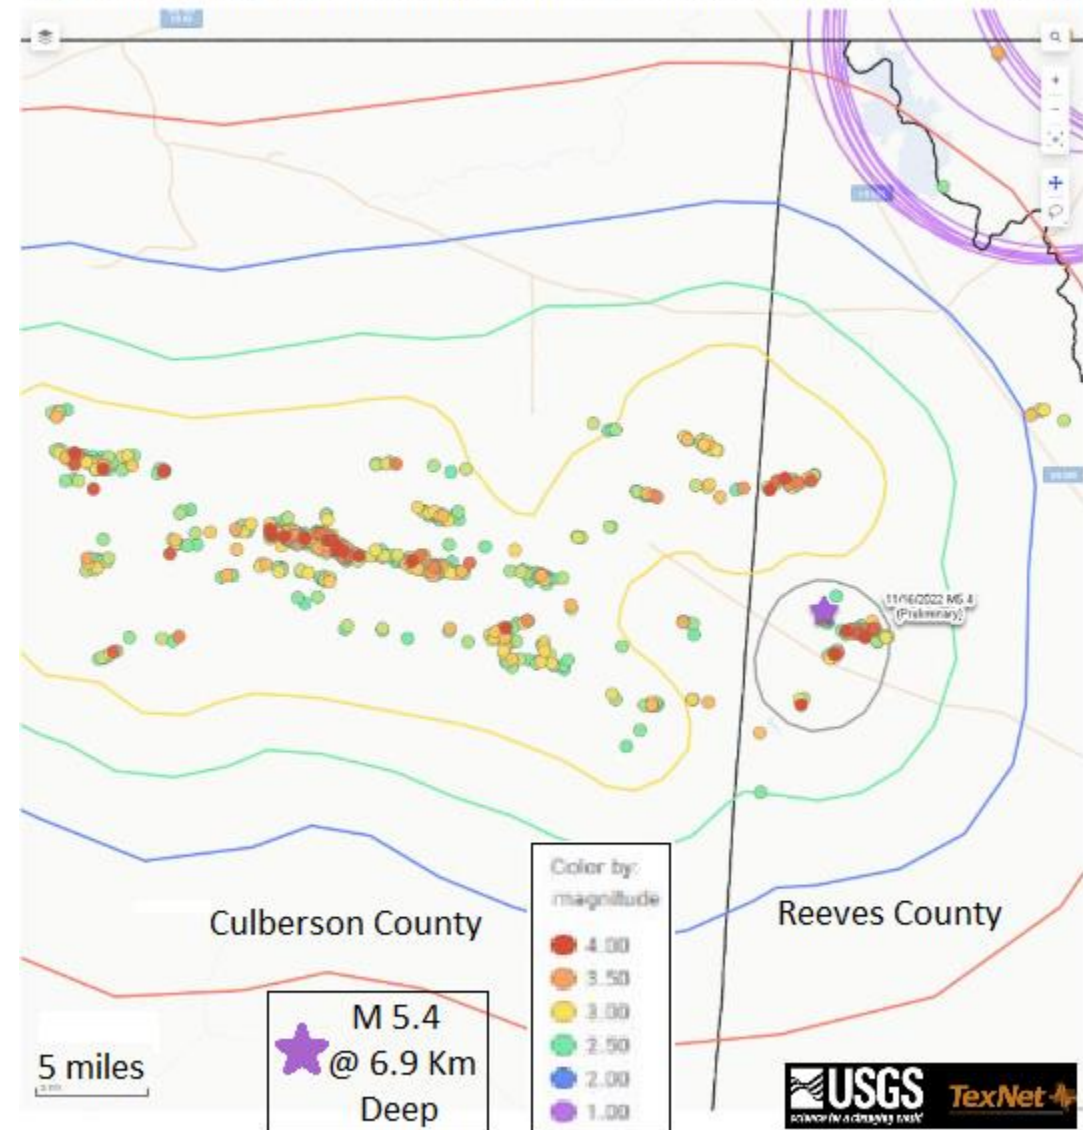 11/16/2022 M5.4
(Preliminary)
Culberson County
Reeves County
Color by:
magnitude
4.00
3.50
3.00
2.50
2.00
1.00
M 5.4
@ 6.9 Km
Deep
5 miles
USGS
science for a changing world
TexNet